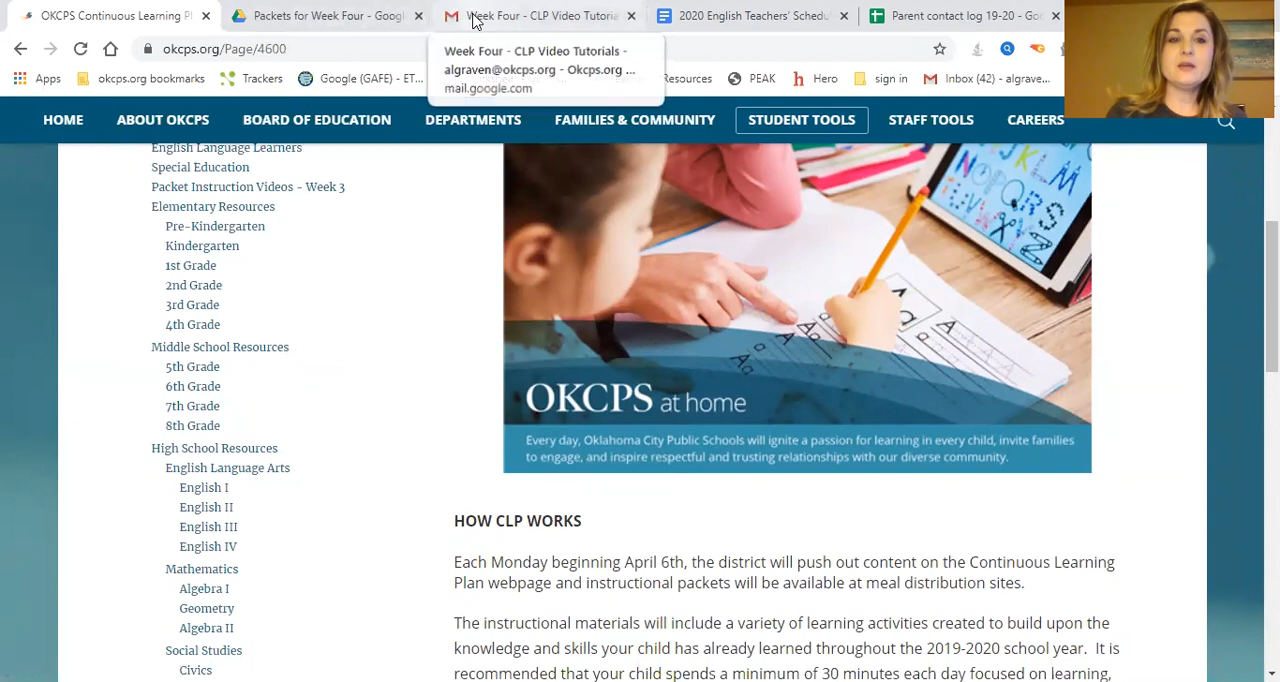 OKCPS Continuous Learning Pl
Packets for Week Four - Googl
Week Four - CLP Video Tutoria
2020 English Teachers' Schedul
Parent contact log 19-20 - Goo
okcps.org/Page/4600
Week Four - CLP Video Tutorials -
algraven@okcps.org - Okcps.org ...
mail.google.com
Apps
okcps.org bookmarks
Trackers
Google (GAFE) - ET...
Resources
PEAK
Hero
sign in
Inbox (42) - algrave...
HOME
ABOUT OKCPS
BOARD OF EDUCATION
DEPARTMENTS
FAMILIES & COMMUNITY
STUDENT TOOLS
STAFF TOOLS
CAREERS
English Language Learners
Special Education
Packet Instruction Videos - Week 3
Elementary Resources
Pre-Kindergarten
Kindergarten
1st Grade
2nd Grade
3rd Grade
4th Grade
Middle School Resources
5th Grade
6th Grade
7th Grade
8th Grade
High School Resources
English Language Arts
English I
English II
English III
English IV
Mathematics
Algebra I
Geometry
Algebra II
Social Studies
Civics
OKCPS at home
Every day, Oklahoma City Public Schools will ignite a passion for learning in every child, invite families
to engage, and inspire respectful and trusting relationships with our diverse community.
HOW CLP WORKS
Each Monday beginning April 6th, the district will push out content on the Continuous Learning
Plan webpage and instructional packets will be available at meal distribution sites.
The instructional materials will include a variety of learning activities created to build upon the
knowledge and skills your child has already learned throughout the 2019-2020 school year. It is
recommended that your child spends a minimum of 30 minutes each day focused on learning,